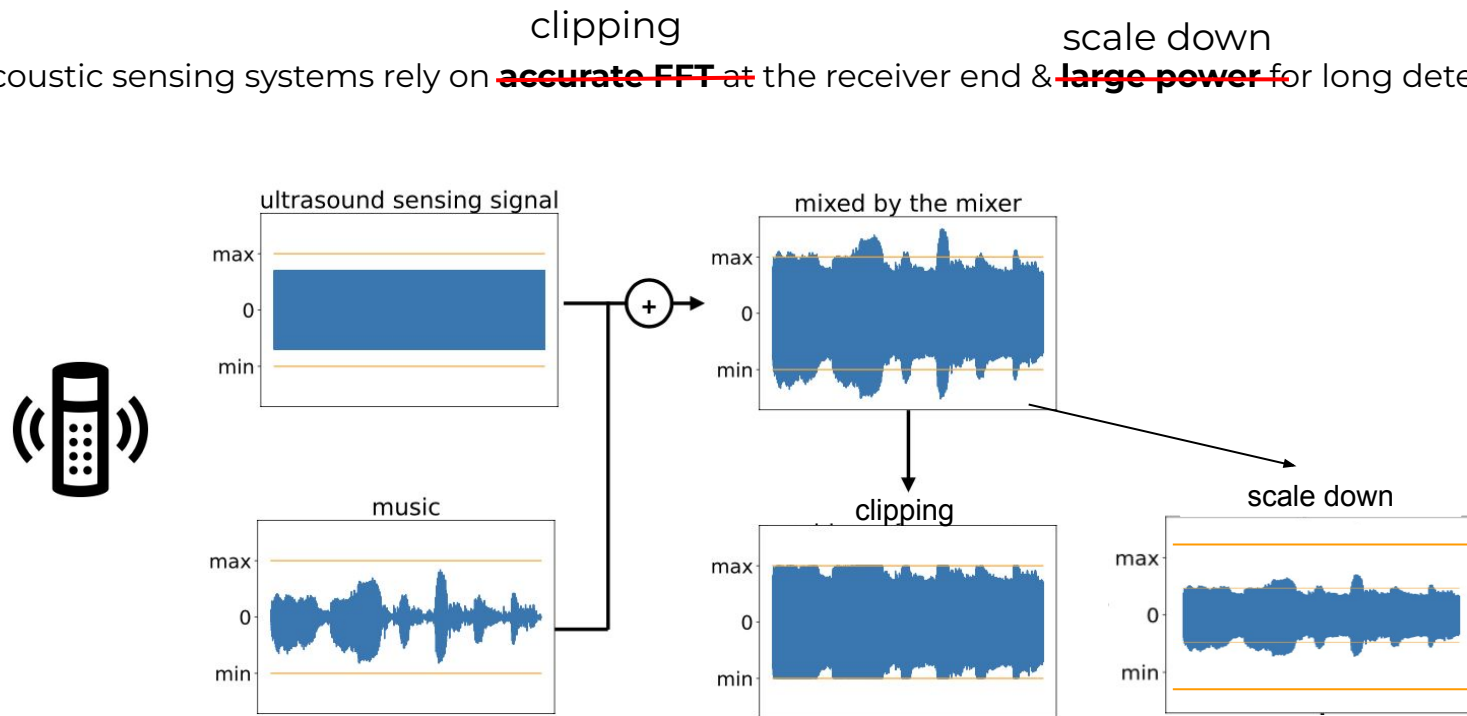 clipping
scale down
coustic sensing systems rely on accurate FFT at the receiver end & large power for long dete
ultrasound sensing signal
max
0
min
+
mixed by the mixer
max
0
min
music
max
0
min
clipping
max
0
min
scale down
max
0
min